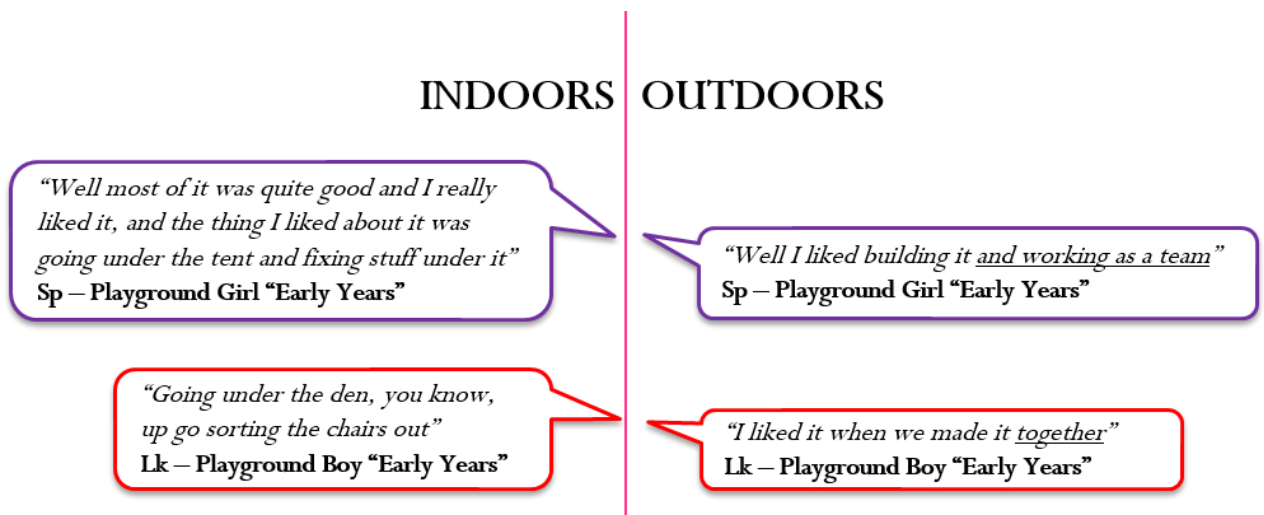 INDOORS OUTDOORS
“Well most of it was quite good and I really
liked it, and the thing I liked about it was
going under the tent and fixing stuff under it”
Sp – Playground Girl “Early Years”
“Well I liked building it and working as a team”
Sp – Playground Girl “Early Years”
“Going under the den, you know,
up go sorting the chairs out”
Lk – Playground Boy “Early Years”
“I liked it when we made it together”
Lk – Playground Boy “Early Years”